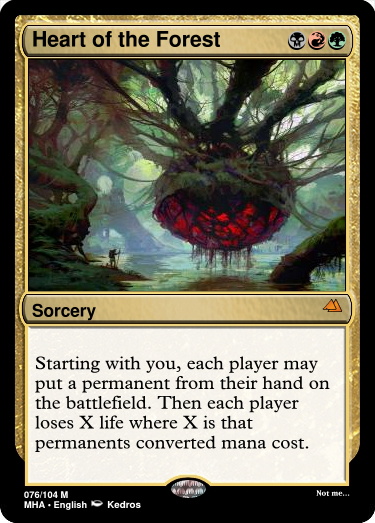 Heart of the Forest
Sorcery
Starting with you, each player may
put a permanent from their hand on
the battlefield. Then each player
loses X life where X is that
permanents converted mana cost.
076/104 M
MHA • English Kedros
Not me...